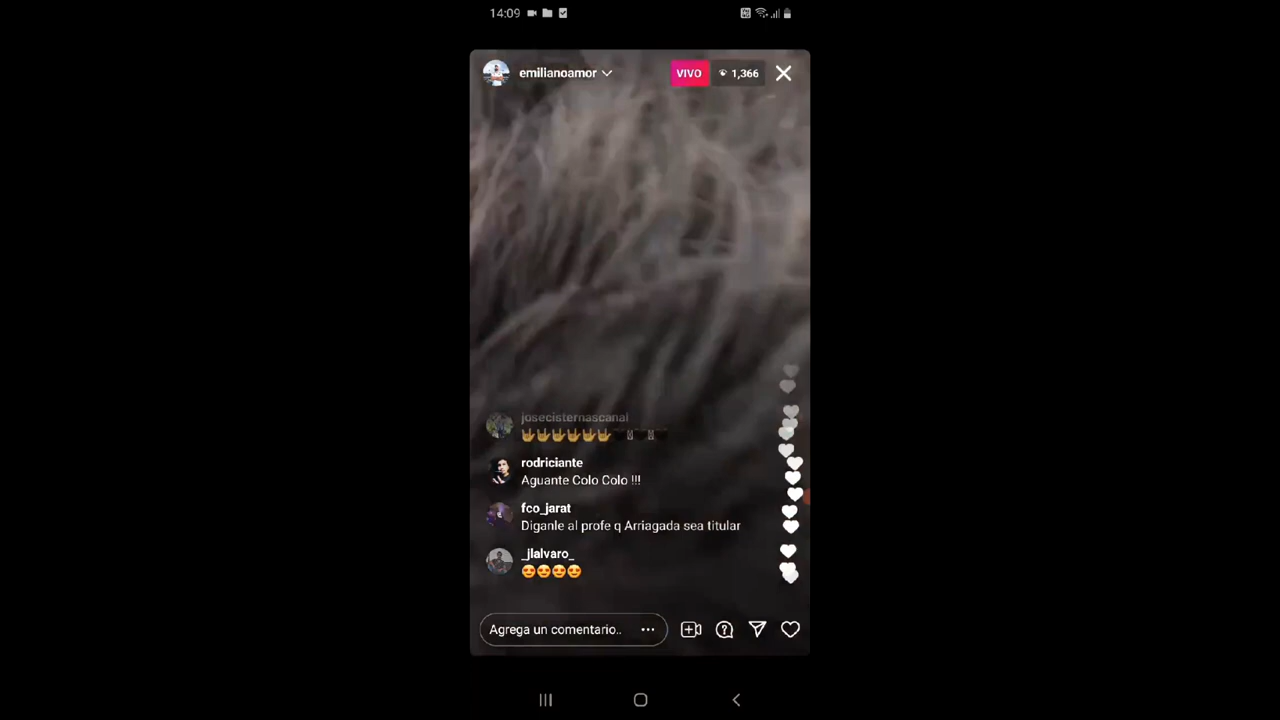 14:09
emilianoamor
VIVO
1,366
josecisternascanal
🤟🤟🤟🤟🤟🤟
rodriciante
Aguante Colo Colo !!!
fco_jarat
Diganle al profe q Arriagada sea titular
_jlalvaro_
😍😍😍😍
Agrega un comentario..